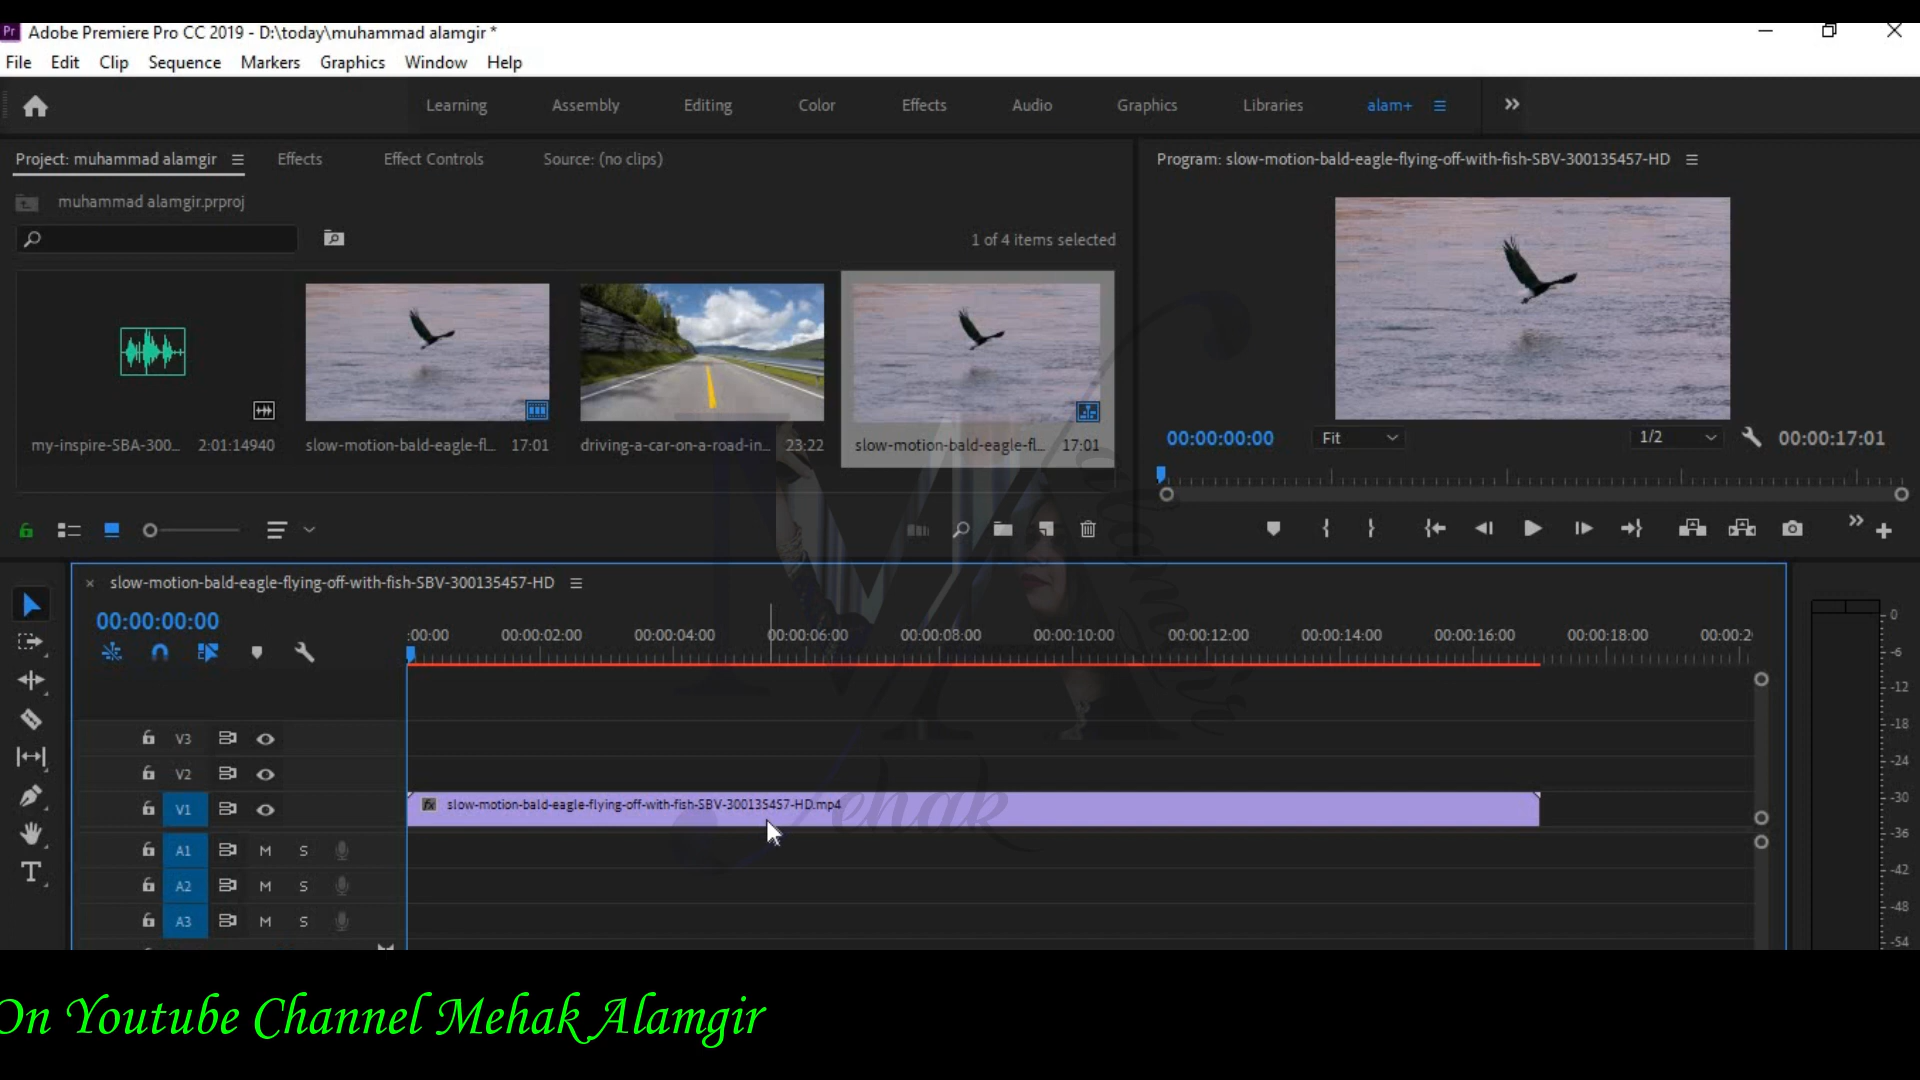 Pr Adobe Premiere Pro CC 2019 - D:\today\muhammad alamgir *
File Edit Clip Sequence Markers Graphics Window Help
Learning Assembly Editing Color Effects Audio Graphics Libraries alam+
Project: muhammad alamgir Effects Effect Controls Source: (no clips)
Program: slow-motion-bald-eagle-flying-off-with-fish-SBV-300135457-HD
muhammad alamgir.prproj
1 of 4 items selected
my-inspire-SBA-300... 2:01:14940
slow-motion-bald-eagle-fl... 17:01
driving-a-car-on-a-road-in... 23:22
slow-motion-bald-eagle-fl... 17:01
00:00:00:00 Fit 1/2 00:00:17:01
slow-motion-bald-eagle-flying-off-with-fish-SBV-300135457-HD
00:00:00:00
:00:00 00:00:02:00 00:00:04:00 00:00:06:00 00:00:08:00 00:00:10:00 00:00:12:00 00:00:14:00 00:00:16:00 00:00:18:00 00:00:2
V3
V2
V1 fx slow-motion-bald-eagle-flying-off-with-fish-SBV-300135457-HD.mp4
A1 M S
A2 M S
A3 M S
0
-6
-12
-18
-24
-30
-36
-42
-48
-54
Mehak
On Youtube Channel Mehak Alamgir